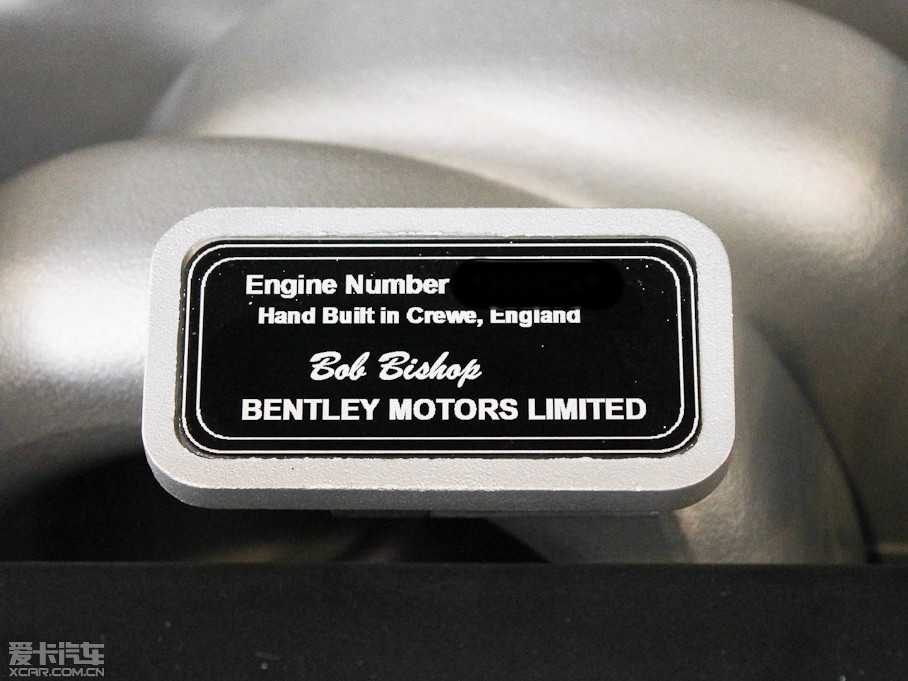 Engine Number
Hand Built in Crewe, England
Bob Bishop
BENTLEY MOTORS LIMITED
爱卡汽车
XCAR.COM.CN